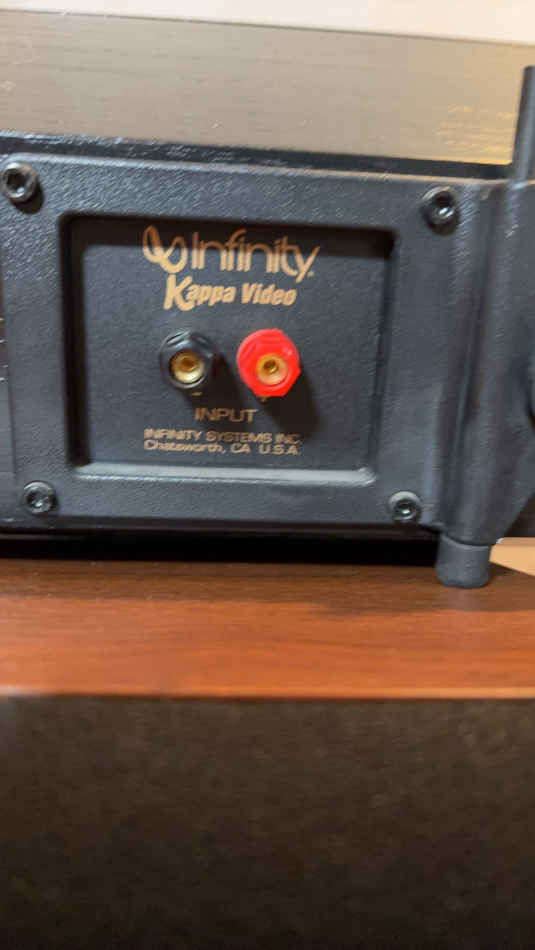 Infinity®
Kappa Video
INPUT
INFINITY SYSTEMS INC.
Chatsworth, CA U.S.A.